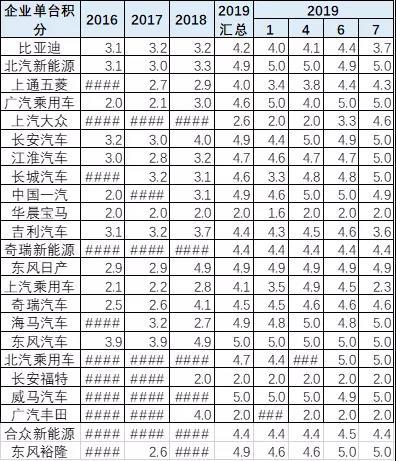 企业单台积分 2016 2017 2018 2019汇总 2019
1 4 6 7
比亚迪 3.1 3.2 3.2 4.2 4.0 4.1 4.4 3.7
北汽新能源 3.1 3.0 3.3 4.9 5.0 5.0 4.9 5.0
上通五菱 #### 2.7 2.9 4.0 3.4 3.8 4.4 4.3
广汽乘用车 2.0 2.1 3.0 4.6 5.0 4.0 5.0 5.0
上汽大众 #### #### #### 2.6 2.0 2.0 3.3 4.6
长安汽车 3.2 3.0 4.0 4.9 4.4 5.0 4.9 5.0
江淮汽车 3.0 2.8 3.2 4.7 4.6 4.7 4.7 5.0
长城汽车 #### 3.2 3.1 4.6 3.3 4.8 4.8 5.0
中国一汽 2.0 #### 3.1 4.9 4.6 5.0 5.0 4.9
华晨宝马 2.0 2.0 2.0 2.0 1.6 2.0 2.0 2.0
吉利汽车 3.1 3.2 3.7 4.4 4.3 4.5 4.6 3.6
奇瑞新能源 #### #### #### 4.4 4.4 4.4 4.4 4.4
东风日产 2.9 2.9 4.9 4.9 4.9 4.9 4.9 4.9
上汽乘用车 2.1 2.2 2.8 4.1 3.5 4.9 4.5 2.3
奇瑞汽车 2.5 2.6 4.1 4.5 4.5 4.6 4.6 4.6
海马汽车 #### 3.2 2.7 4.9 4.8 5.0 4.8 5.0
东风汽车 3.9 3.9 4.9 5.0 5.0 5.0 5.0 5.0
北汽乘用车 #### #### #### 4.7 4.4 ### 5.0 5.0
长安福特 #### #### 2.0 2.0 2.0 2.0 2.0 2.0
威马汽车 #### #### #### 5.0 5.0 5.0 4.9 5.0
广汽丰田 #### #### 4.0 2.0 ### 2.0 2.0 2.0
合众新能源 #### #### #### 4.4 4.4 4.4 4.5 4.4
东风裕隆 #### 2.6 #### 4.9 4.6 4.6 5.0 5.0